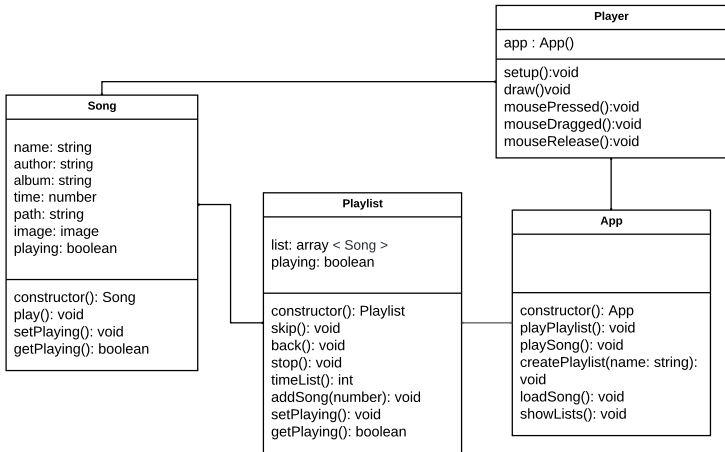 Player
app : App()
setup():void
draw()void
mousePressed():void
mouseDragged():void
mouseRelease():void
Song
name: string
author: string
album: string
time: number
path: string
image: image
playing: boolean
constructor(): Song
play(): void
setPlaying(): void
getPlaying(): boolean
Playlist
list: array < Song >
playing: boolean
constructor(): Playlist
skip(): void
back(): void
stop(): void
timeList(): int
addSong(number): void
setPlaying(): void
getPlaying(): boolean
App
constructor(): App
playPlaylist(): void
playSong(): void
createPlaylist(name: string):
void
loadSong(): void
showLists(): void